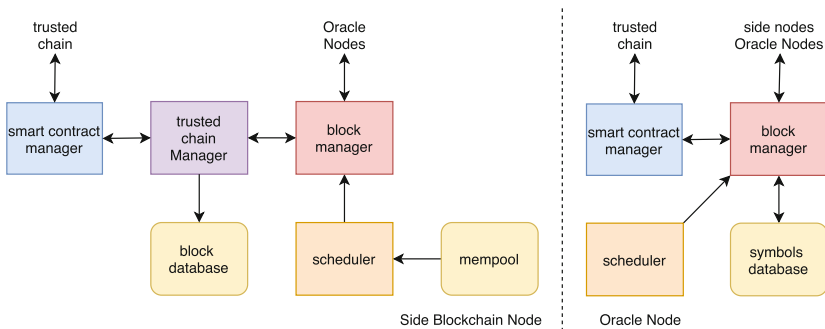 trusted
chain
Oracle
Nodes
smart contract
manager
trusted
chain
Manager
block
manager
block
database
scheduler
mempool
Side Blockchain Node
trusted
chain
side nodes
Oracle Nodes
smart contract
manager
block
manager
scheduler
symbols
database
Oracle Node